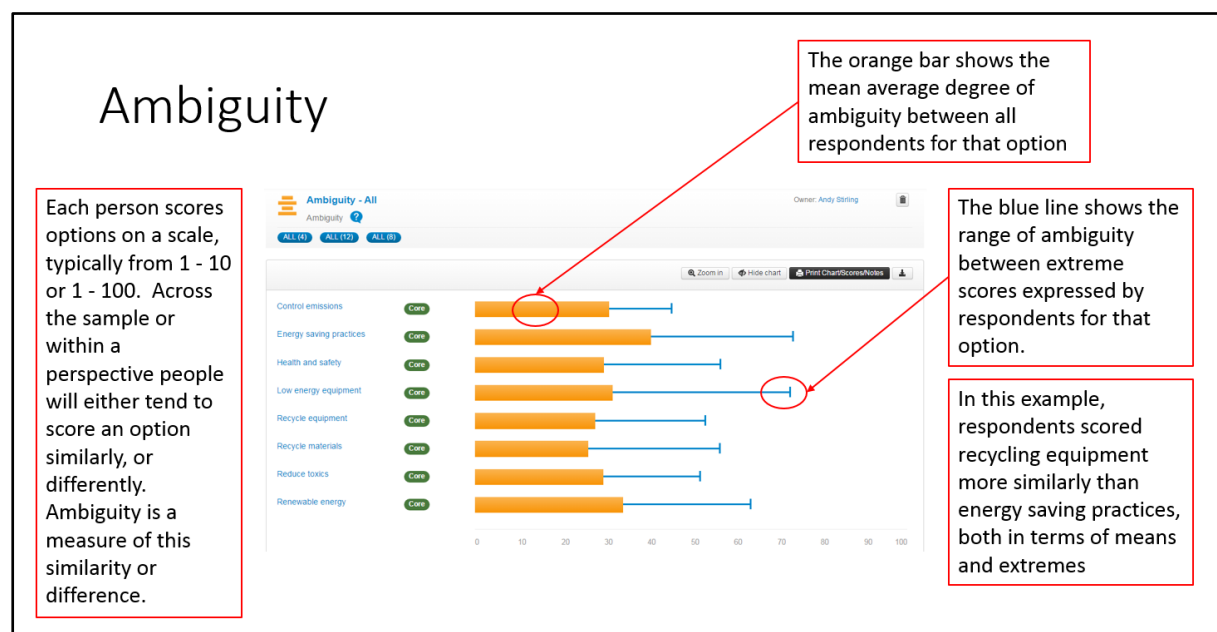 Ambiguity
The orange bar shows the
mean average degree of
ambiguity between all
respondents for that option
Each person scores
options on a scale,
typically from 1 - 10
or 1 - 100.  Across
the sample or
within a
perspective people
will either tend to
score an option
similarly, or
differently.
Ambiguity is a
measure of this
similarity or
difference.
Ambiguity - All
Owner: Andy Stirling
Ambiguity ?
ALL (4) ALL (12) ALL (8)
Zoom in Hide chart Print Chart/Scores/Notes
Control emissions Core
Energy saving practices Core
Health and safety Core
Low energy equipment Core
Recycle equipment Core
Recycle materials Core
Reduce toxics Core
Renewable energy Core
0 10 20 30 40 50 60 70 80 90 100
The blue line shows the
range of ambiguity
between extreme
scores expressed by
respondents for that
option.
In this example,
respondents scored
recycling equipment
more similarly than
energy saving practices,
both in terms of means
and extremes